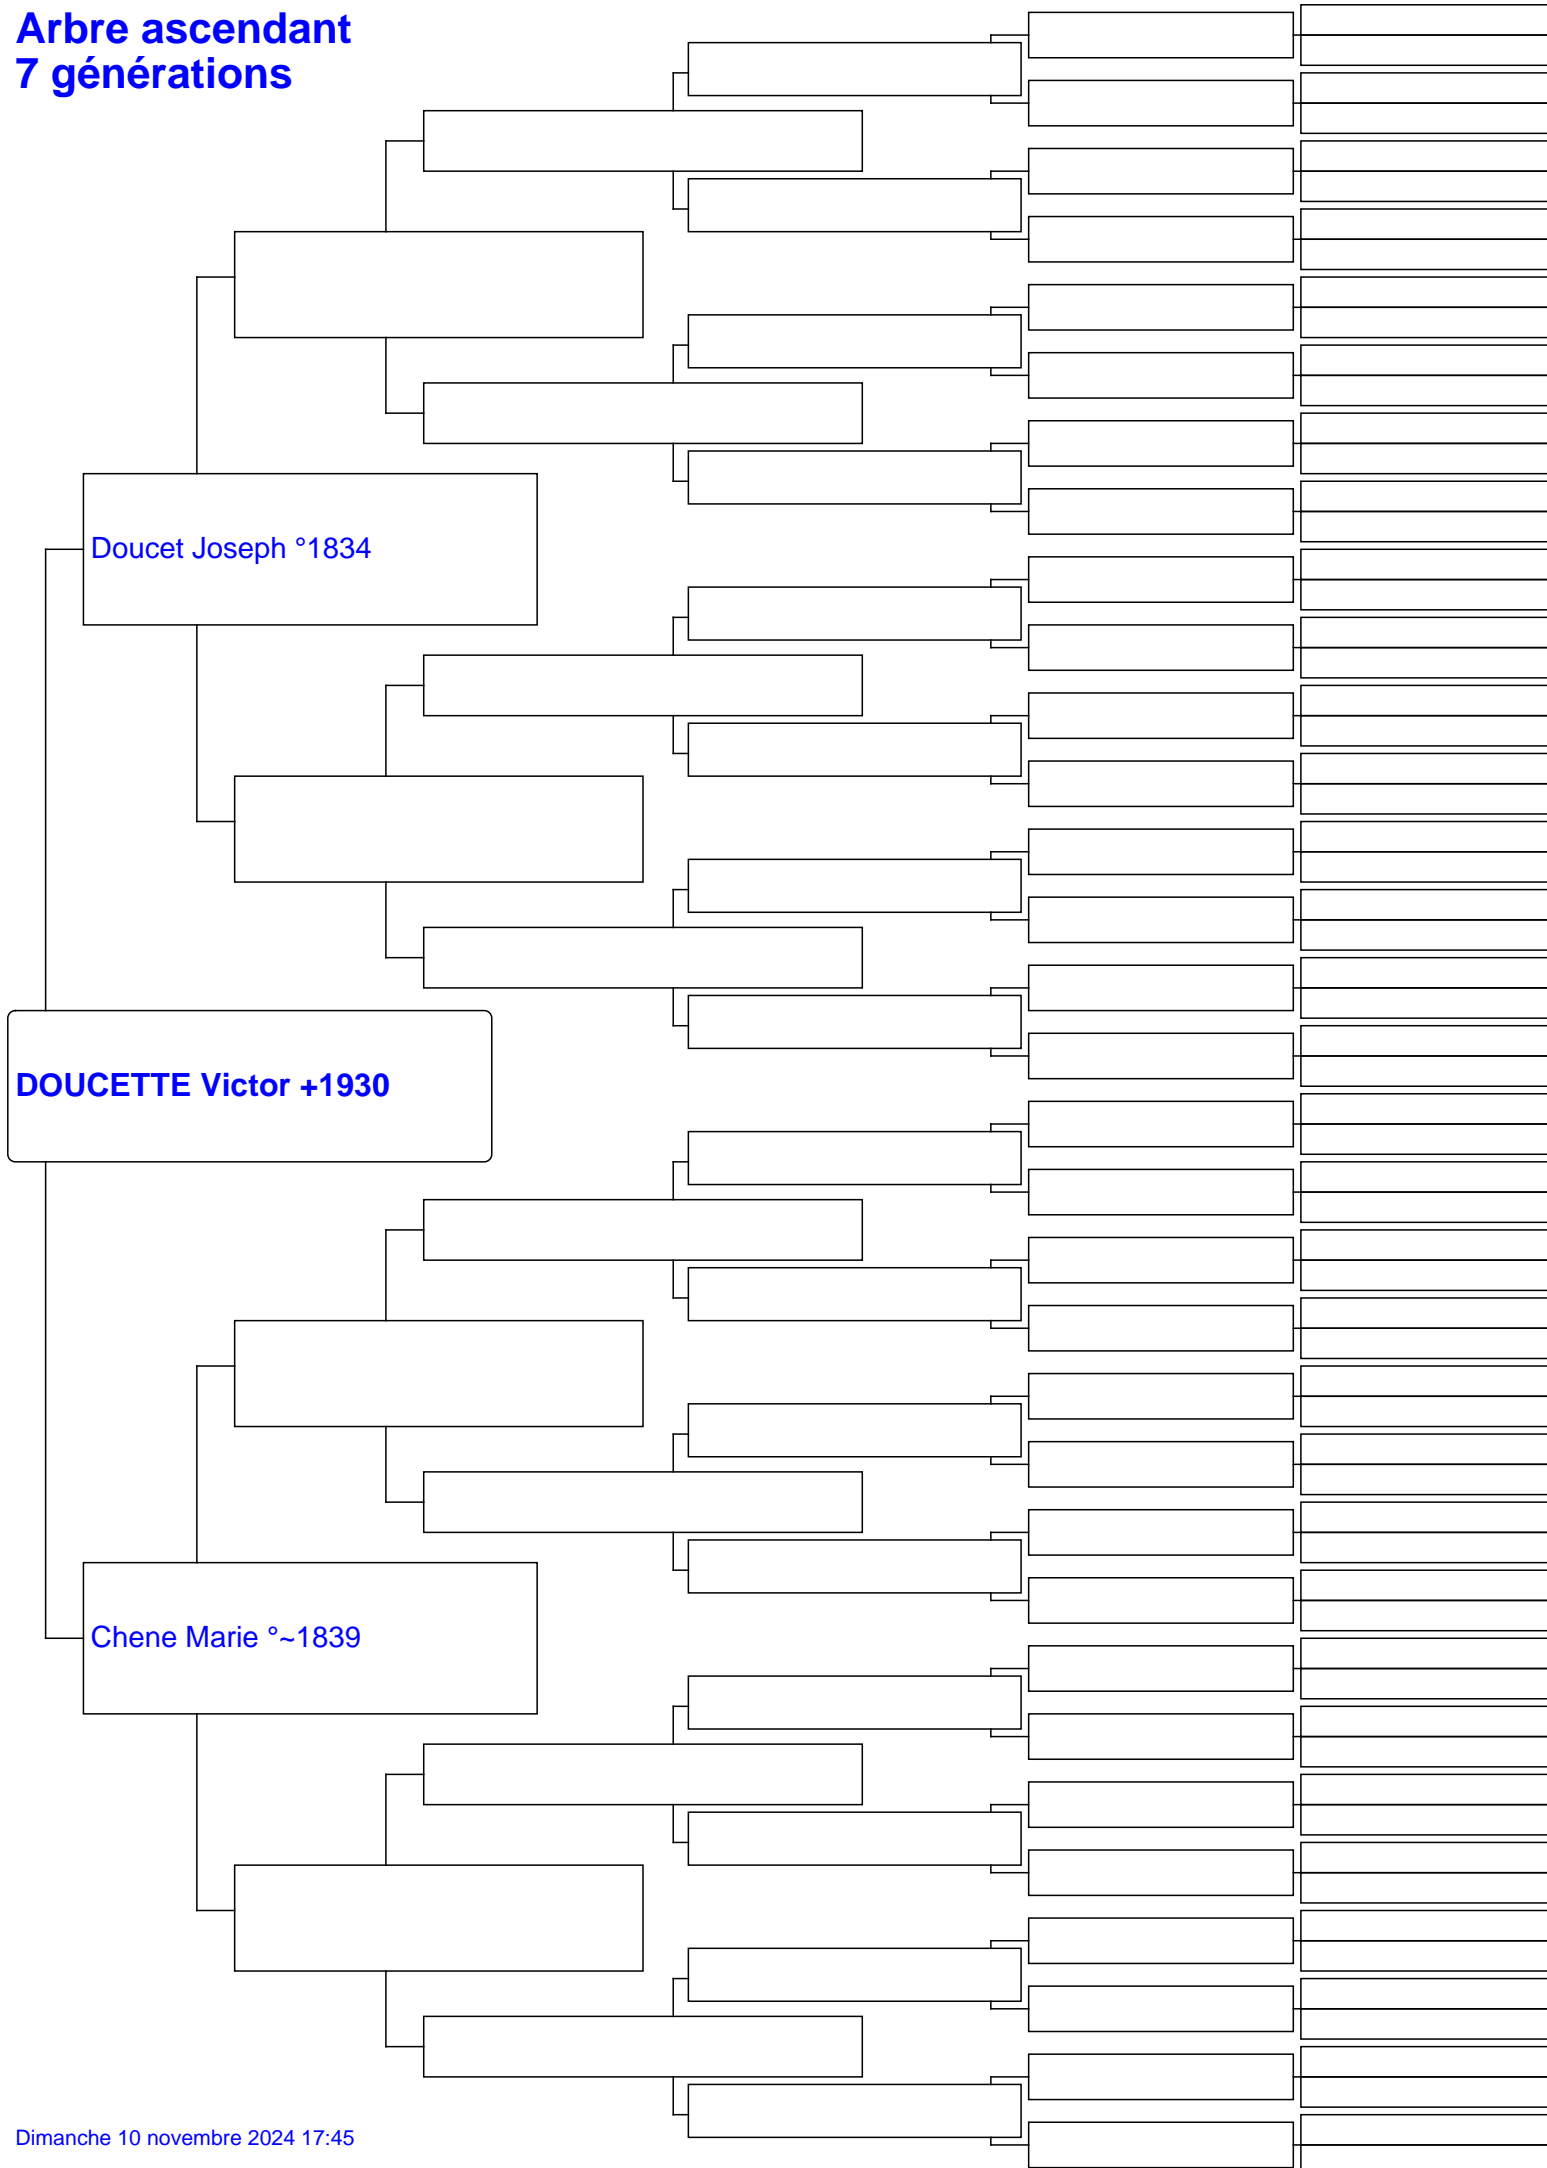 Arbre ascendant
7 générations
Doucet Joseph °1834
DOUCETTE Victor +1930
Chene Marie °~1839
Dimanche 10 novembre 2024 17:45